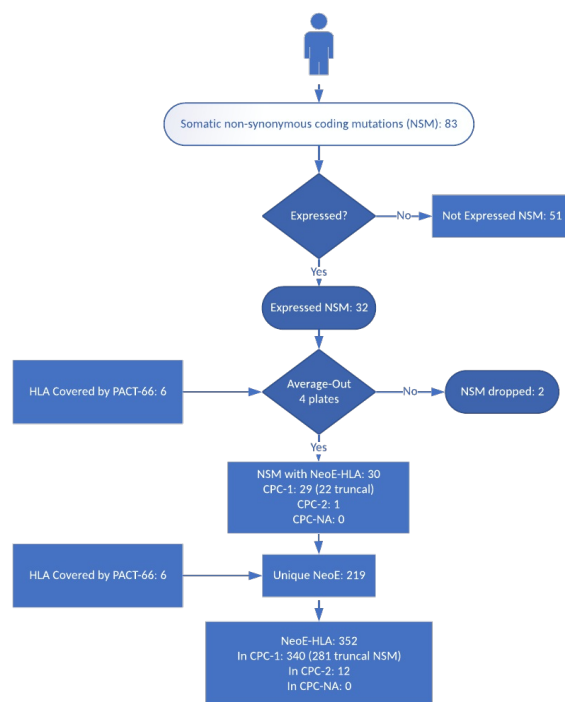 Somatic non-synonymous coding mutations (NSM): 83
Expressed?
No
Not Expressed NSM: 51
Yes
Expressed NSM: 32
HLA Covered by PACT-66: 6
Average-Out
4 plates
No
NSM dropped: 2
Yes
NSM with NeoE-HLA: 30
CPC-1: 29 (22 truncal)
CPC-2: 1
CPC-NA: 0
HLA Covered by PACT-66: 6
Unique NeoE: 219
NeoE-HLA: 352
In CPC-1: 340 (281 truncal NSM)
In CPC-2: 12
In CPC-NA: 0